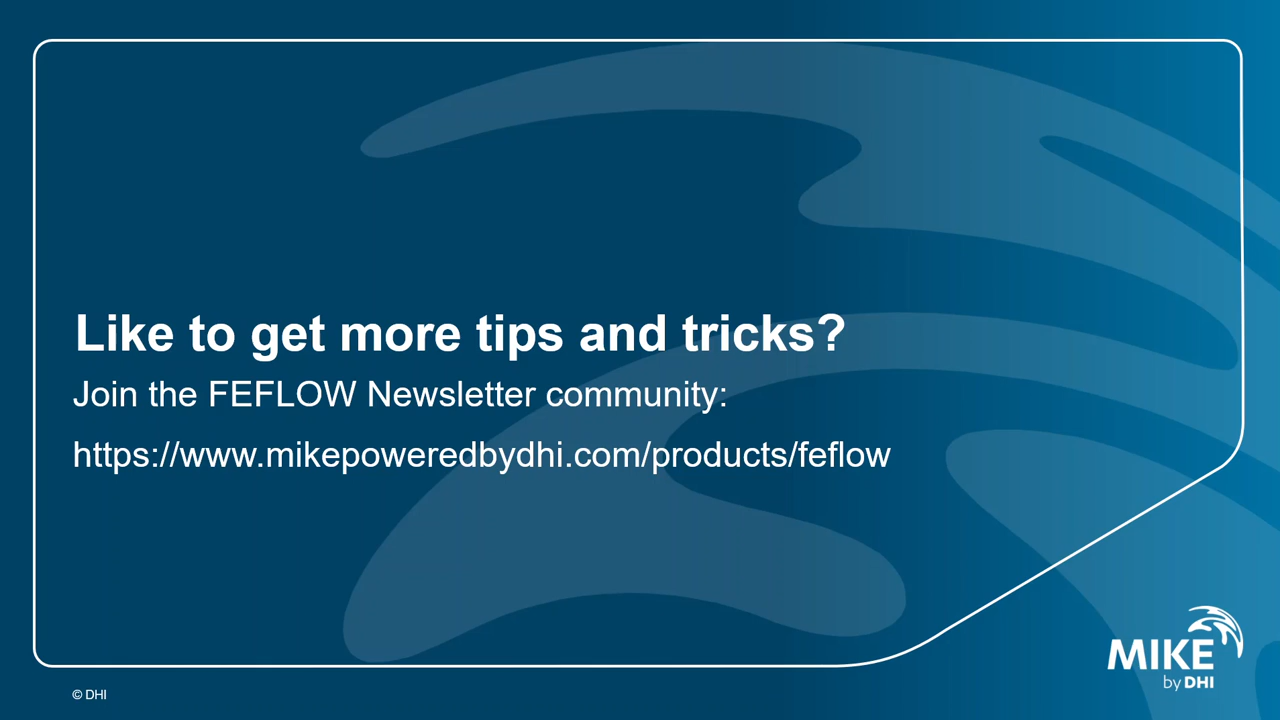 Like to get more tips and tricks?
Join the FEFLOW Newsletter community:
https://www.mikepoweredbydhi.com/products/feflow
MIKE
by DHI
© DHI